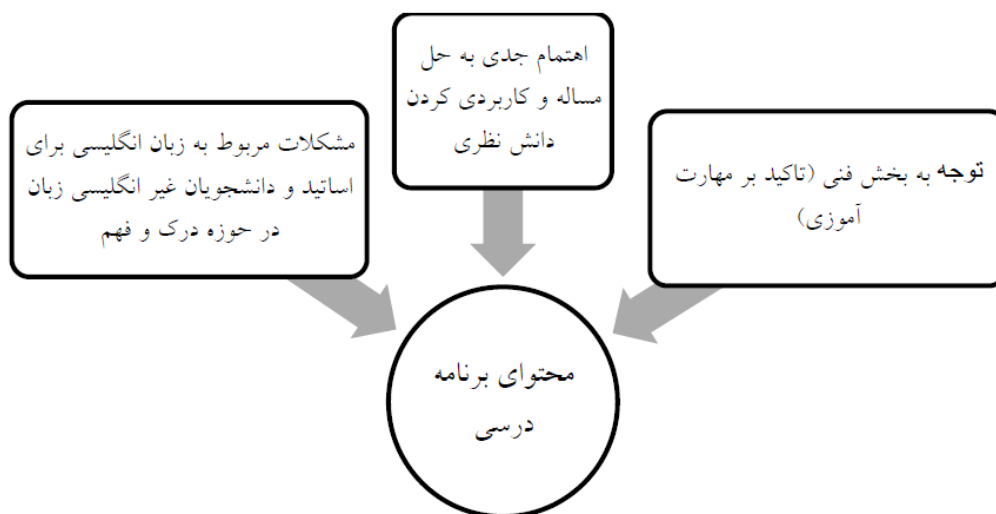 توجه به بخش فنی (تاکید بر مهارت
آموزی)
اهتمام جدی به حل
مساله و کاربردی کردن
دانش نظری
مشکلات مربوط به زبان انگلیسی برای
اساتید و دانشجویان غیر انگلیسی زبان
در حوزه درک و فهم
محتوای برنامه
درسی